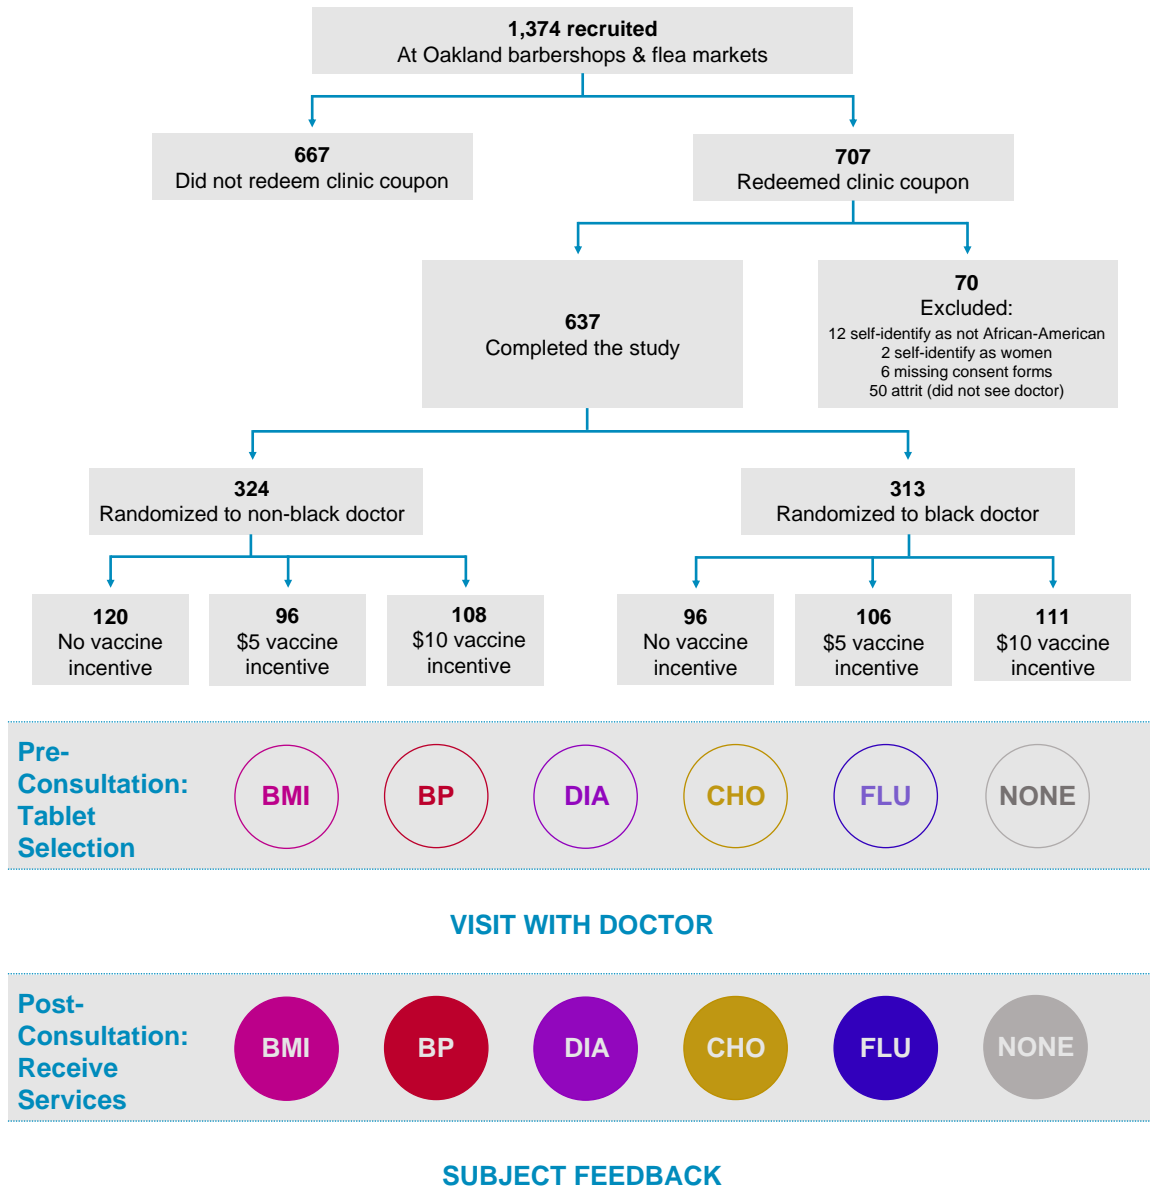 1,374 recruited
At Oakland barbershops & flea markets
667
Did not redeem clinic coupon
707
Redeemed clinic coupon
637
Completed the study
70
Excluded:
12 self-identify as not African-American
2 self-identify as women
6 missing consent forms
50 attrit (did not see doctor)
324
Randomized to non-black doctor
313
Randomized to black doctor
120
No vaccine
incentive
96
$5 vaccine
incentive
108
$10 vaccine
incentive
96
No vaccine
incentive
106
$5 vaccine
incentive
111
$10 vaccine
incentive
Pre-
Consultation:
Tablet
Selection
BMI
BP
DIA
CHO
FLU
NONE
VISIT WITH DOCTOR
Post-
Consultation:
Receive
Services
BMI
BP
DIA
CHO
FLU
NONE
SUBJECT FEEDBACK